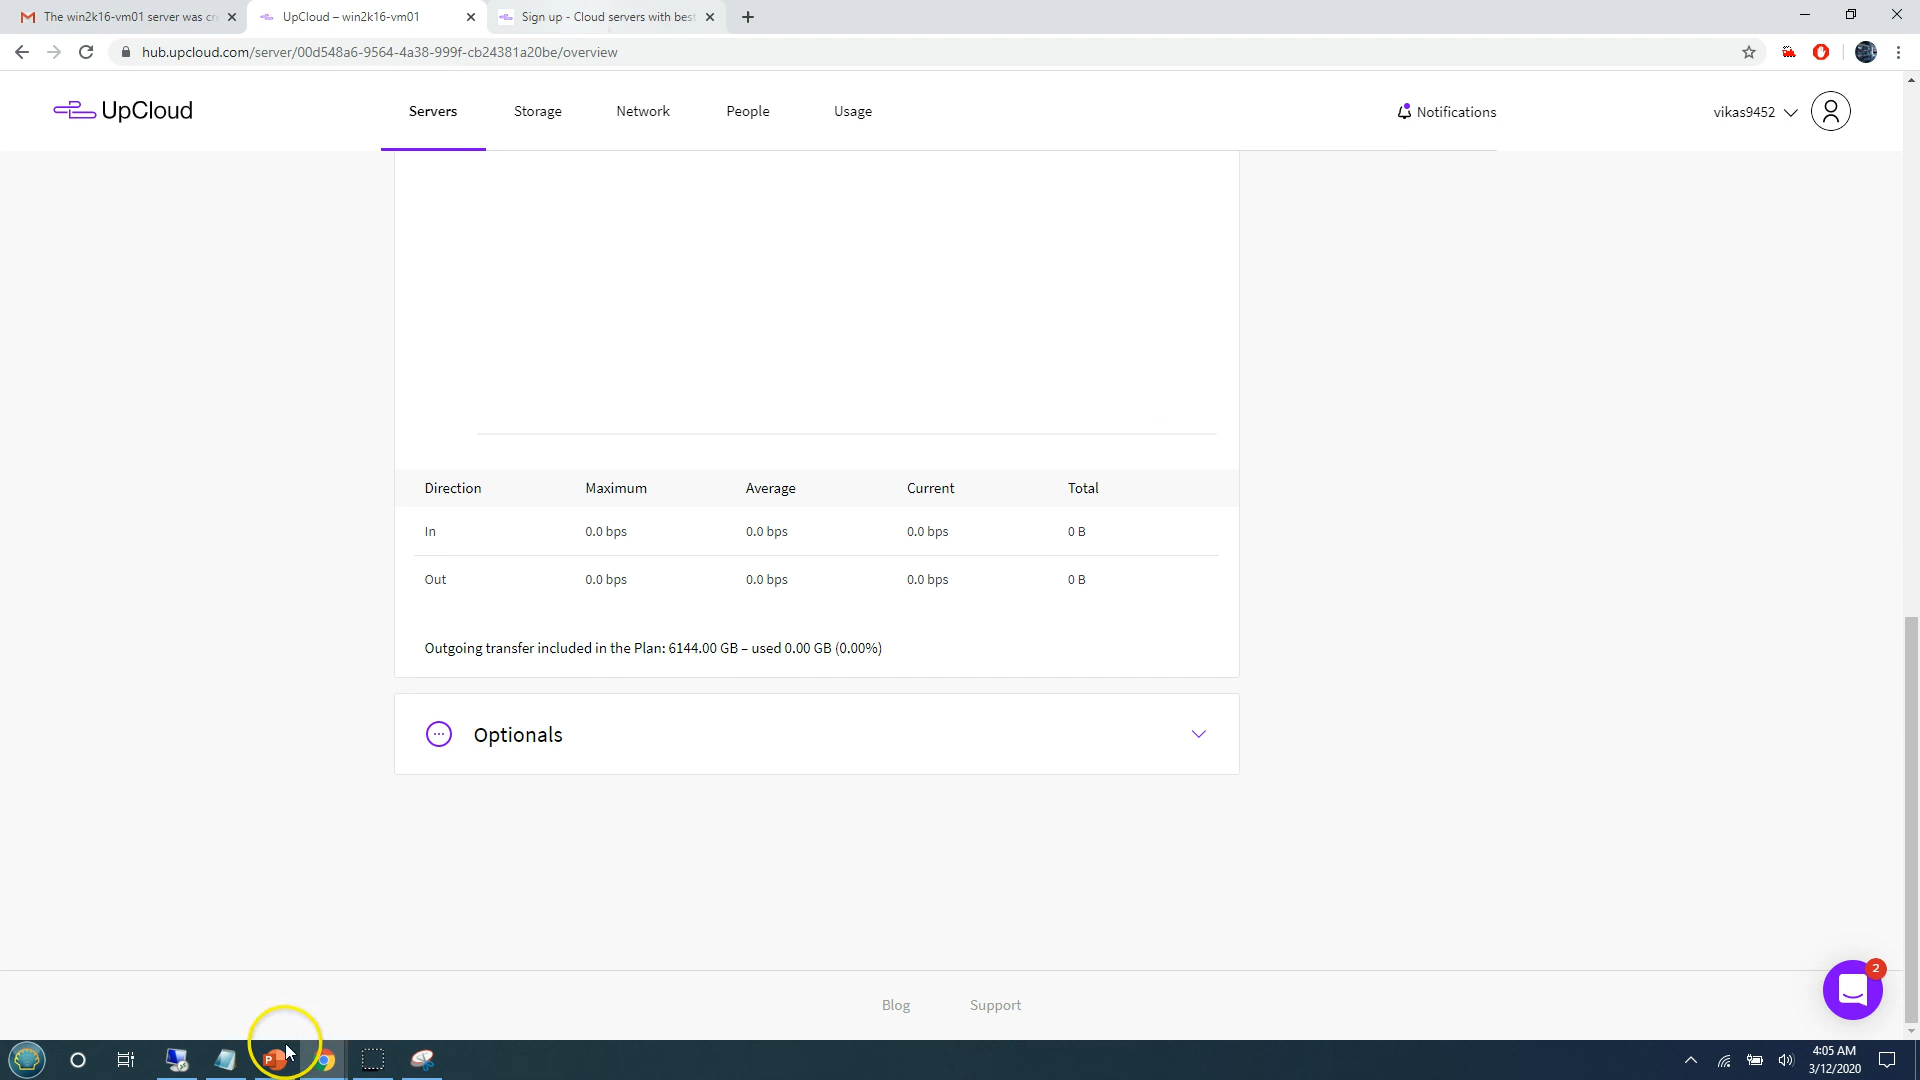 The win2k16-vm01 server was cr
UpCloud – win2k16-vm01
Sign up - Cloud servers with best
hub.upcloud.com/server/00d548a6-9564-4a38-999f-cb24381a20be/overview
UpCloud
Servers
Storage
Network
People
Usage
Notifications
vikas9452
Direction Maximum Average Current Total
In 0.0 bps 0.0 bps 0.0 bps 0 B
Out 0.0 bps 0.0 bps 0.0 bps 0 B
Outgoing transfer included in the Plan: 6144.00 GB – used 0.00 GB (0.00%)
Optionals
2
Blog
Support
P
4:05 AM
3/12/2020